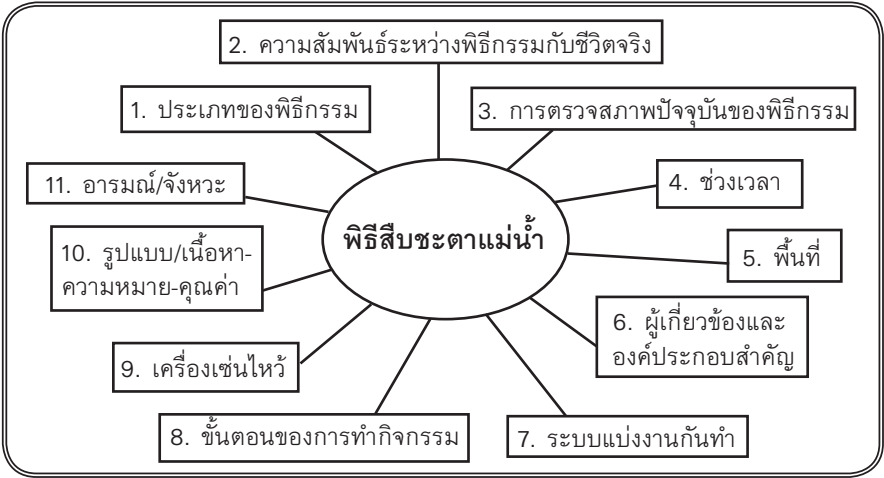 2. ความสัมพันธ์ระหว่างพิธีกรรมกับชีวิตจริง
1. ประเภทของพิธีกรรม
3. การตรวจสภาพปัจจุบันของพิธีกรรม
11. อารมณ์/จังหวะ
4. ช่วงเวลา
พิธีสืบชะตาแม่น้ำ
10. รูปแบบ/เนื้อหา-
ความหมาย-คุณค่า
5. พื้นที่
6. ผู้เกี่ยวข้องและ
องค์ประกอบสำคัญ
9. เครื่องเซ่นไหว้
8. ขั้นตอนของการทำกิจกรรม
7. ระบบแบ่งงานกันทำ